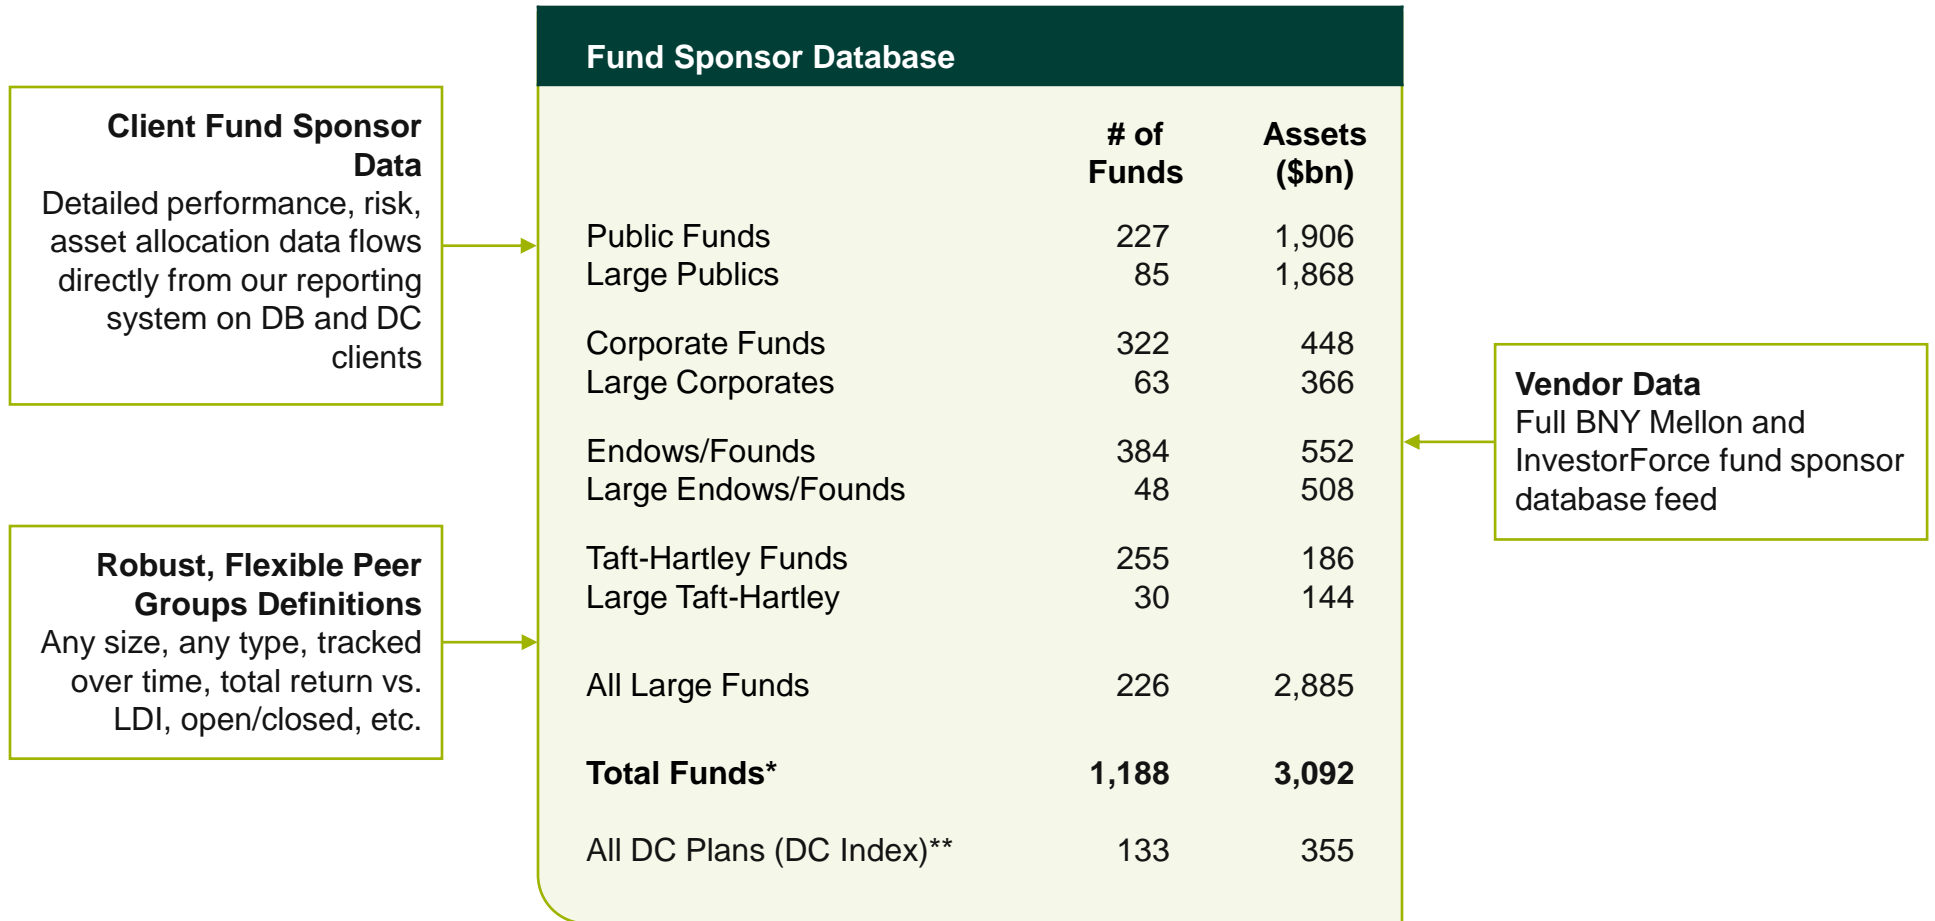 Fund Sponsor Database
Client Fund Sponsor
Data
Detailed performance, risk,
asset allocation data flows
directly from our reporting
system on DB and DC
clients
Robust, Flexible Peer
Groups Definitions
Any size, any type, tracked
over time, total return vs.
LDI, open/closed, etc.
# of Assets
Funds ($bn)
Public Funds 227 1,906
Large Publics 85 1,868
Corporate Funds 322 448
Large Corporates 63 366
Endows/Founds 384 552
Large Endows/Founds 48 508
Taft-Hartley Funds 255 186
Large Taft-Hartley 30 144
All Large Funds 226 2,885
Total Funds* 1,188 3,092
All DC Plans (DC Index)** 133 355
Vendor Data
Full BNY Mellon and
InvestorForce fund sponsor
database feed